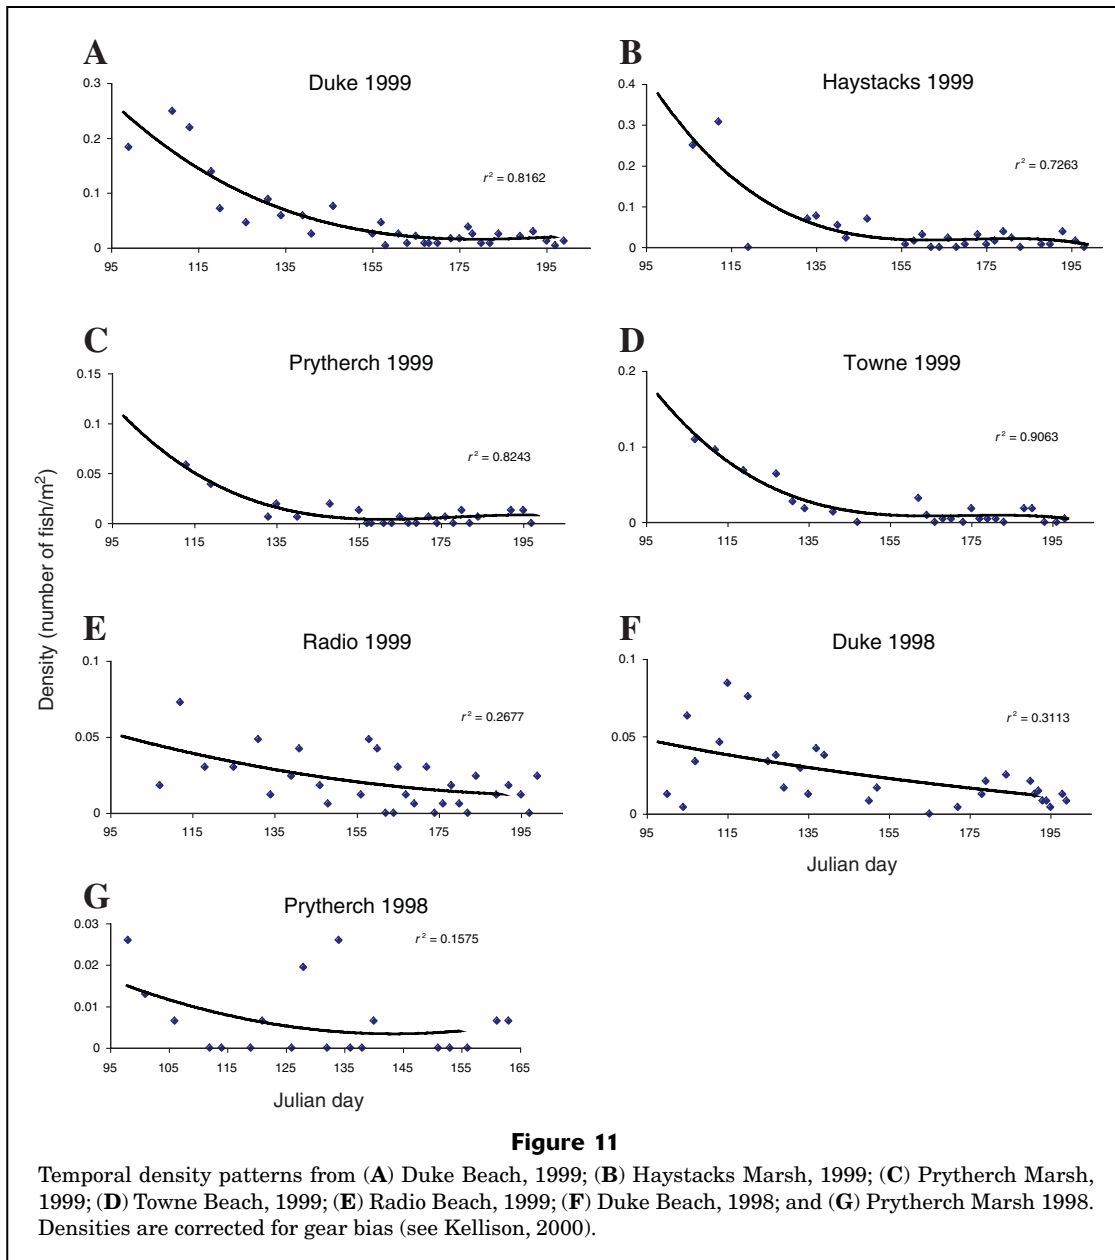 A
Duke 1999
0.3
0.2
0.1
0
r² = 0.8162
95 115 135 155 175 195
B
Haystacks 1999
0.4
0.3
0.2
0.1
0
r² = 0.7263
95 115 135 155 175 195
C
Prytherch 1999
0.15
0.1
0.05
0
r² = 0.8243
95 115 135 155 175 195
D
Towne 1999
0.2
0.1
0
r² = 0.9063
95 115 135 155 175 195
Density (number of fish/m²)
E
Radio 1999
0.1
0.05
0
r² = 0.2677
95 115 135 155 175 195
F
Duke 1998
0.1
0.05
0
r² = 0.3113
95 115 135 155 175 195
Julian day
G
Prytherch 1998
0.03
0.02
0.01
0
r² = 0.1575
95 105 115 125 135 145 155 165
Julian day
Figure 11
Temporal density patterns from (A) Duke Beach, 1999; (B) Haystacks Marsh, 1999; (C) Prytherch Marsh,
1999; (D) Towne Beach, 1999; (E) Radio Beach, 1999; (F) Duke Beach, 1998; and (G) Prytherch Marsh 1998.
Densities are corrected for gear bias (see Kellison, 2000).